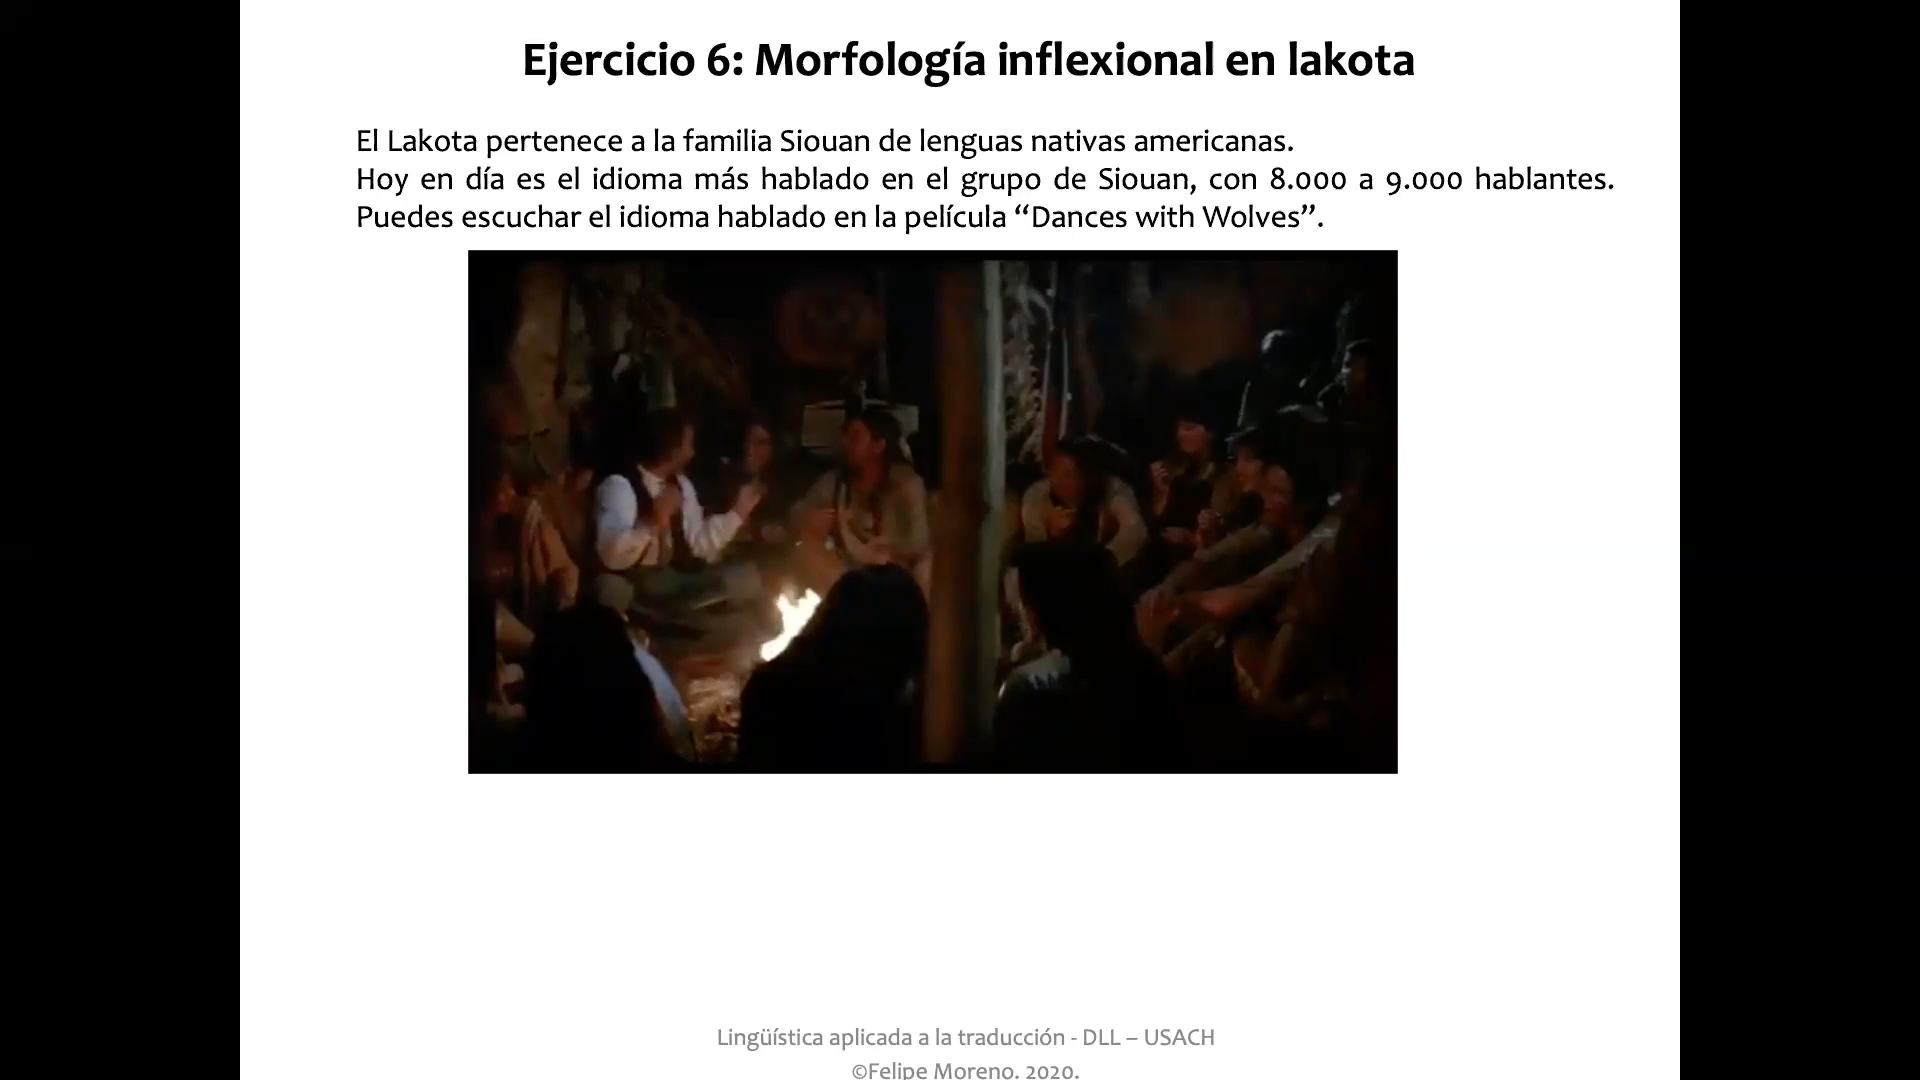 Ejercicio 6: Morfología inflexional en lakota
El Lakota pertenece a la familia Siouan de lenguas nativas americanas.
Hoy en día es el idioma más hablado en el grupo de Siouan, con 8.000 a 9.000 hablantes.
Puedes escuchar el idioma hablado en la película “Dances with Wolves”.
Lingüística aplicada a la traducción - DLL – USACH
©Felipe Moreno. 2020.